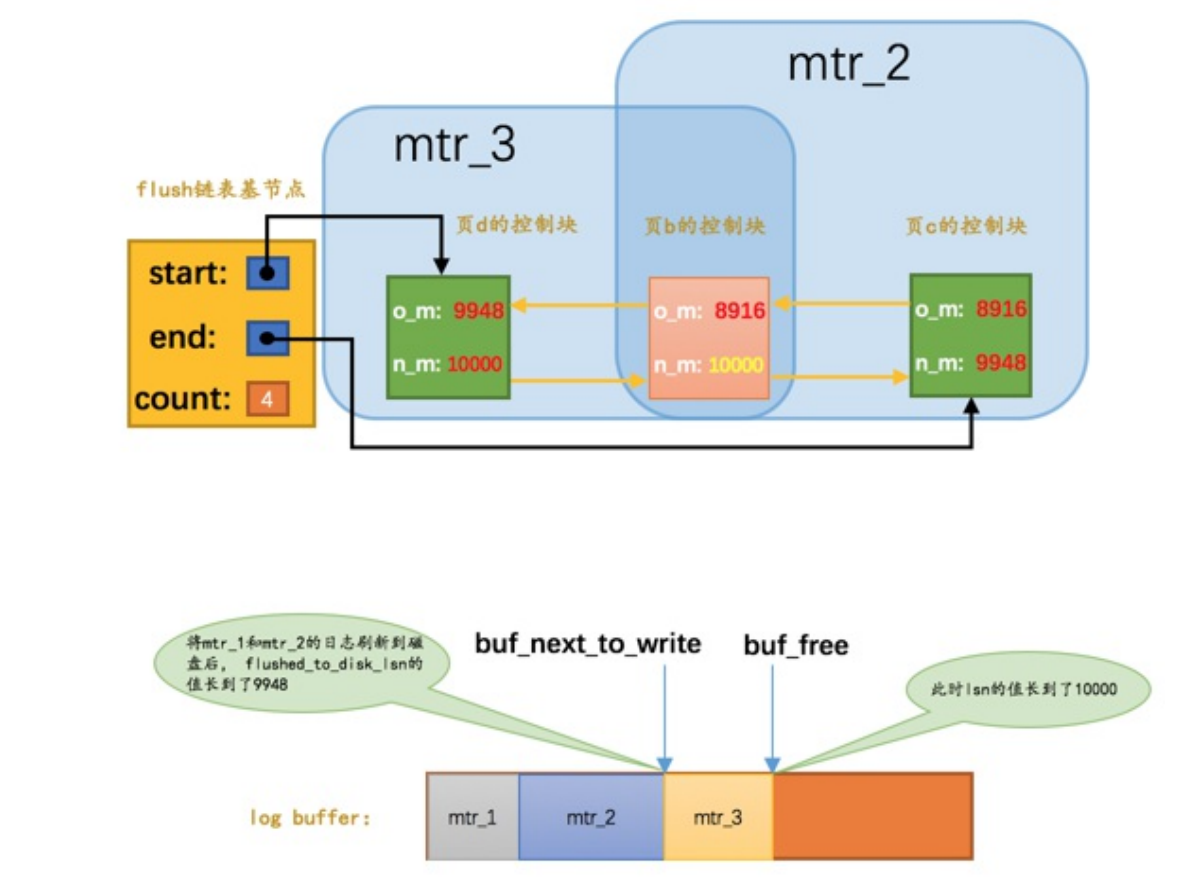 mtr_2
mtr_3
flush链表基节点
页d的控制块
页b的控制块
页c的控制块
start:
end:
count: 4
o_m: 9948
n_m: 10000
o_m: 8916
n_m: 10000
o_m: 8916
n_m: 9948
将mtr_1和mtr_2的日志刷新到磁
盘后， flushed_to_disk_lsn的
值长到了9948
buf_next_to_write
buf_free
此时lsn的值长到了10000
log buffer：
mtr_1
mtr_2
mtr_3